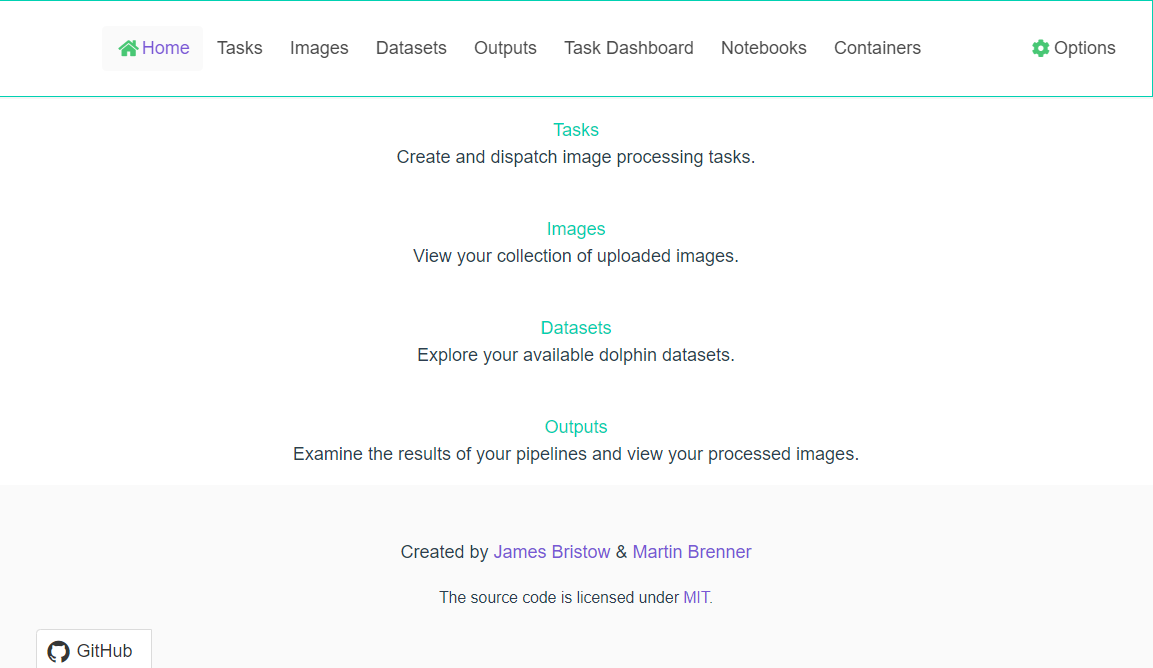 Home Tasks Images Datasets Outputs Task Dashboard Notebooks Containers Options
Tasks
Create and dispatch image processing tasks.
Images
View your collection of uploaded images.
Datasets
Explore your available dolphin datasets.
Outputs
Examine the results of your pipelines and view your processed images.
Created by James Bristow & Martin Brenner
The source code is licensed under MIT.
GitHub